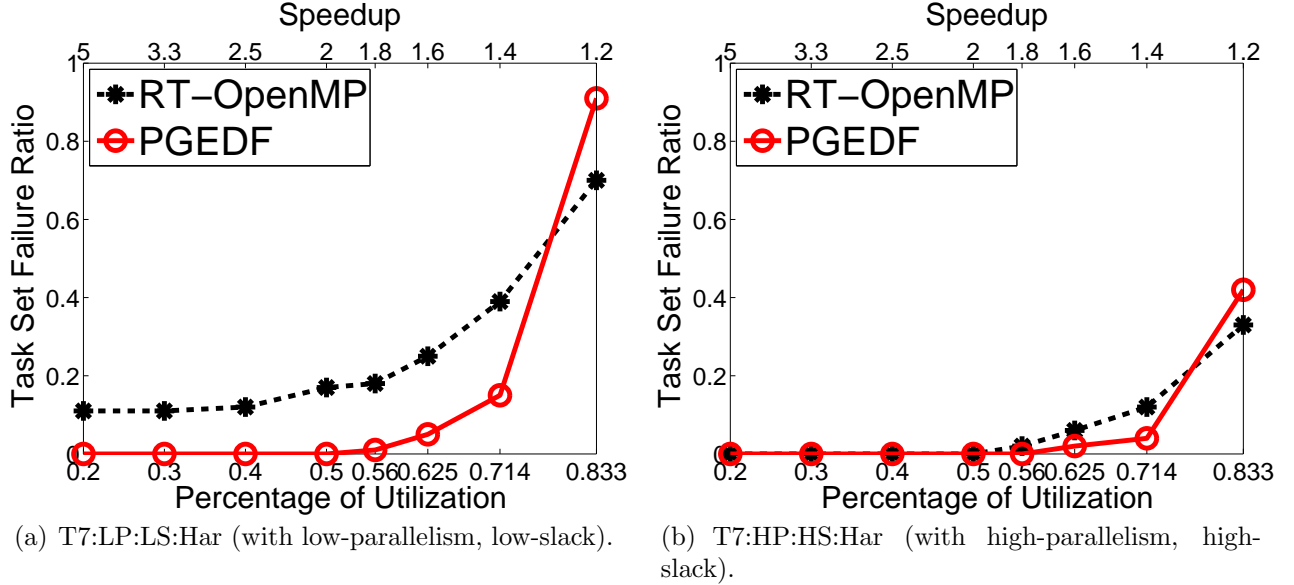 Speedup
5 3.3 2.5 2 1.8 1.6 1.4 1.2
1
0.8
0.6
0.4
0.2
0
Task Set Failure Ratio
RT−OpenMP
PGEDF
0.2 0.3 0.4 0.5 0.56 0.625 0.714 0.833
Percentage of Utilization
(a) T7:LP:LS:Har (with low-parallelism, low-slack).
Speedup
5 3.3 2.5 2 1.8 1.6 1.4 1.2
1
0.8
0.6
0.4
0.2
0
Task Set Failure Ratio
RT−OpenMP
PGEDF
0.2 0.3 0.4 0.5 0.56 0.625 0.714 0.833
Percentage of Utilization
(b) T7:HP:HS:Har (with high-parallelism, high-
slack).